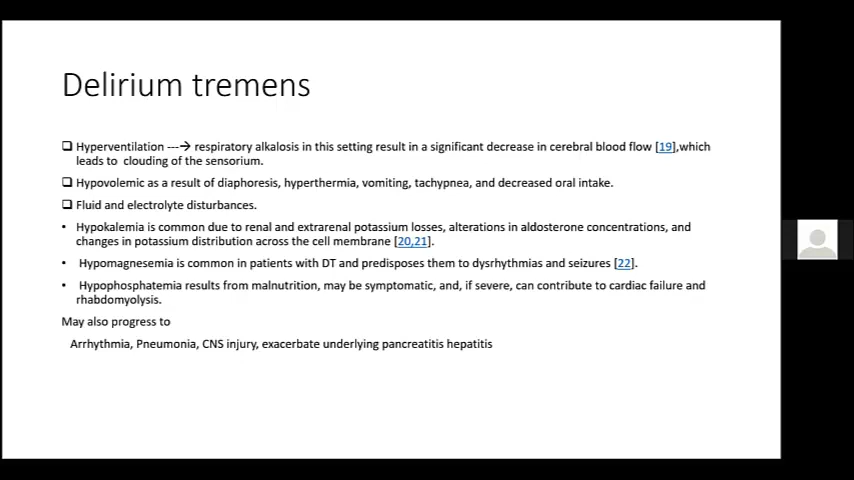 Delirium tremens
❑ Hyperventilation ---→ respiratory alkalosis in this setting result in a significant decrease in cerebral blood flow [19],which
leads to clouding of the sensorium.
❑ Hypovolemic as a result of diaphoresis, hyperthermia, vomiting, tachypnea, and decreased oral intake.
❑ Fluid and electrolyte disturbances.
• Hypokalemia is common due to renal and extrarenal potassium losses, alterations in aldosterone concentrations, and
changes in potassium distribution across the cell membrane [20,21].
• Hypomagnesemia is common in patients with DT and predisposes them to dysrhythmias and seizures [22].
• Hypophosphatemia results from malnutrition, may be symptomatic, and, if severe, can contribute to cardiac failure and
rhabdomyolysis.
May also progress to
Arrhythmia, Pneumonia, CNS injury, exacerbate underlying pancreatitis hepatitis